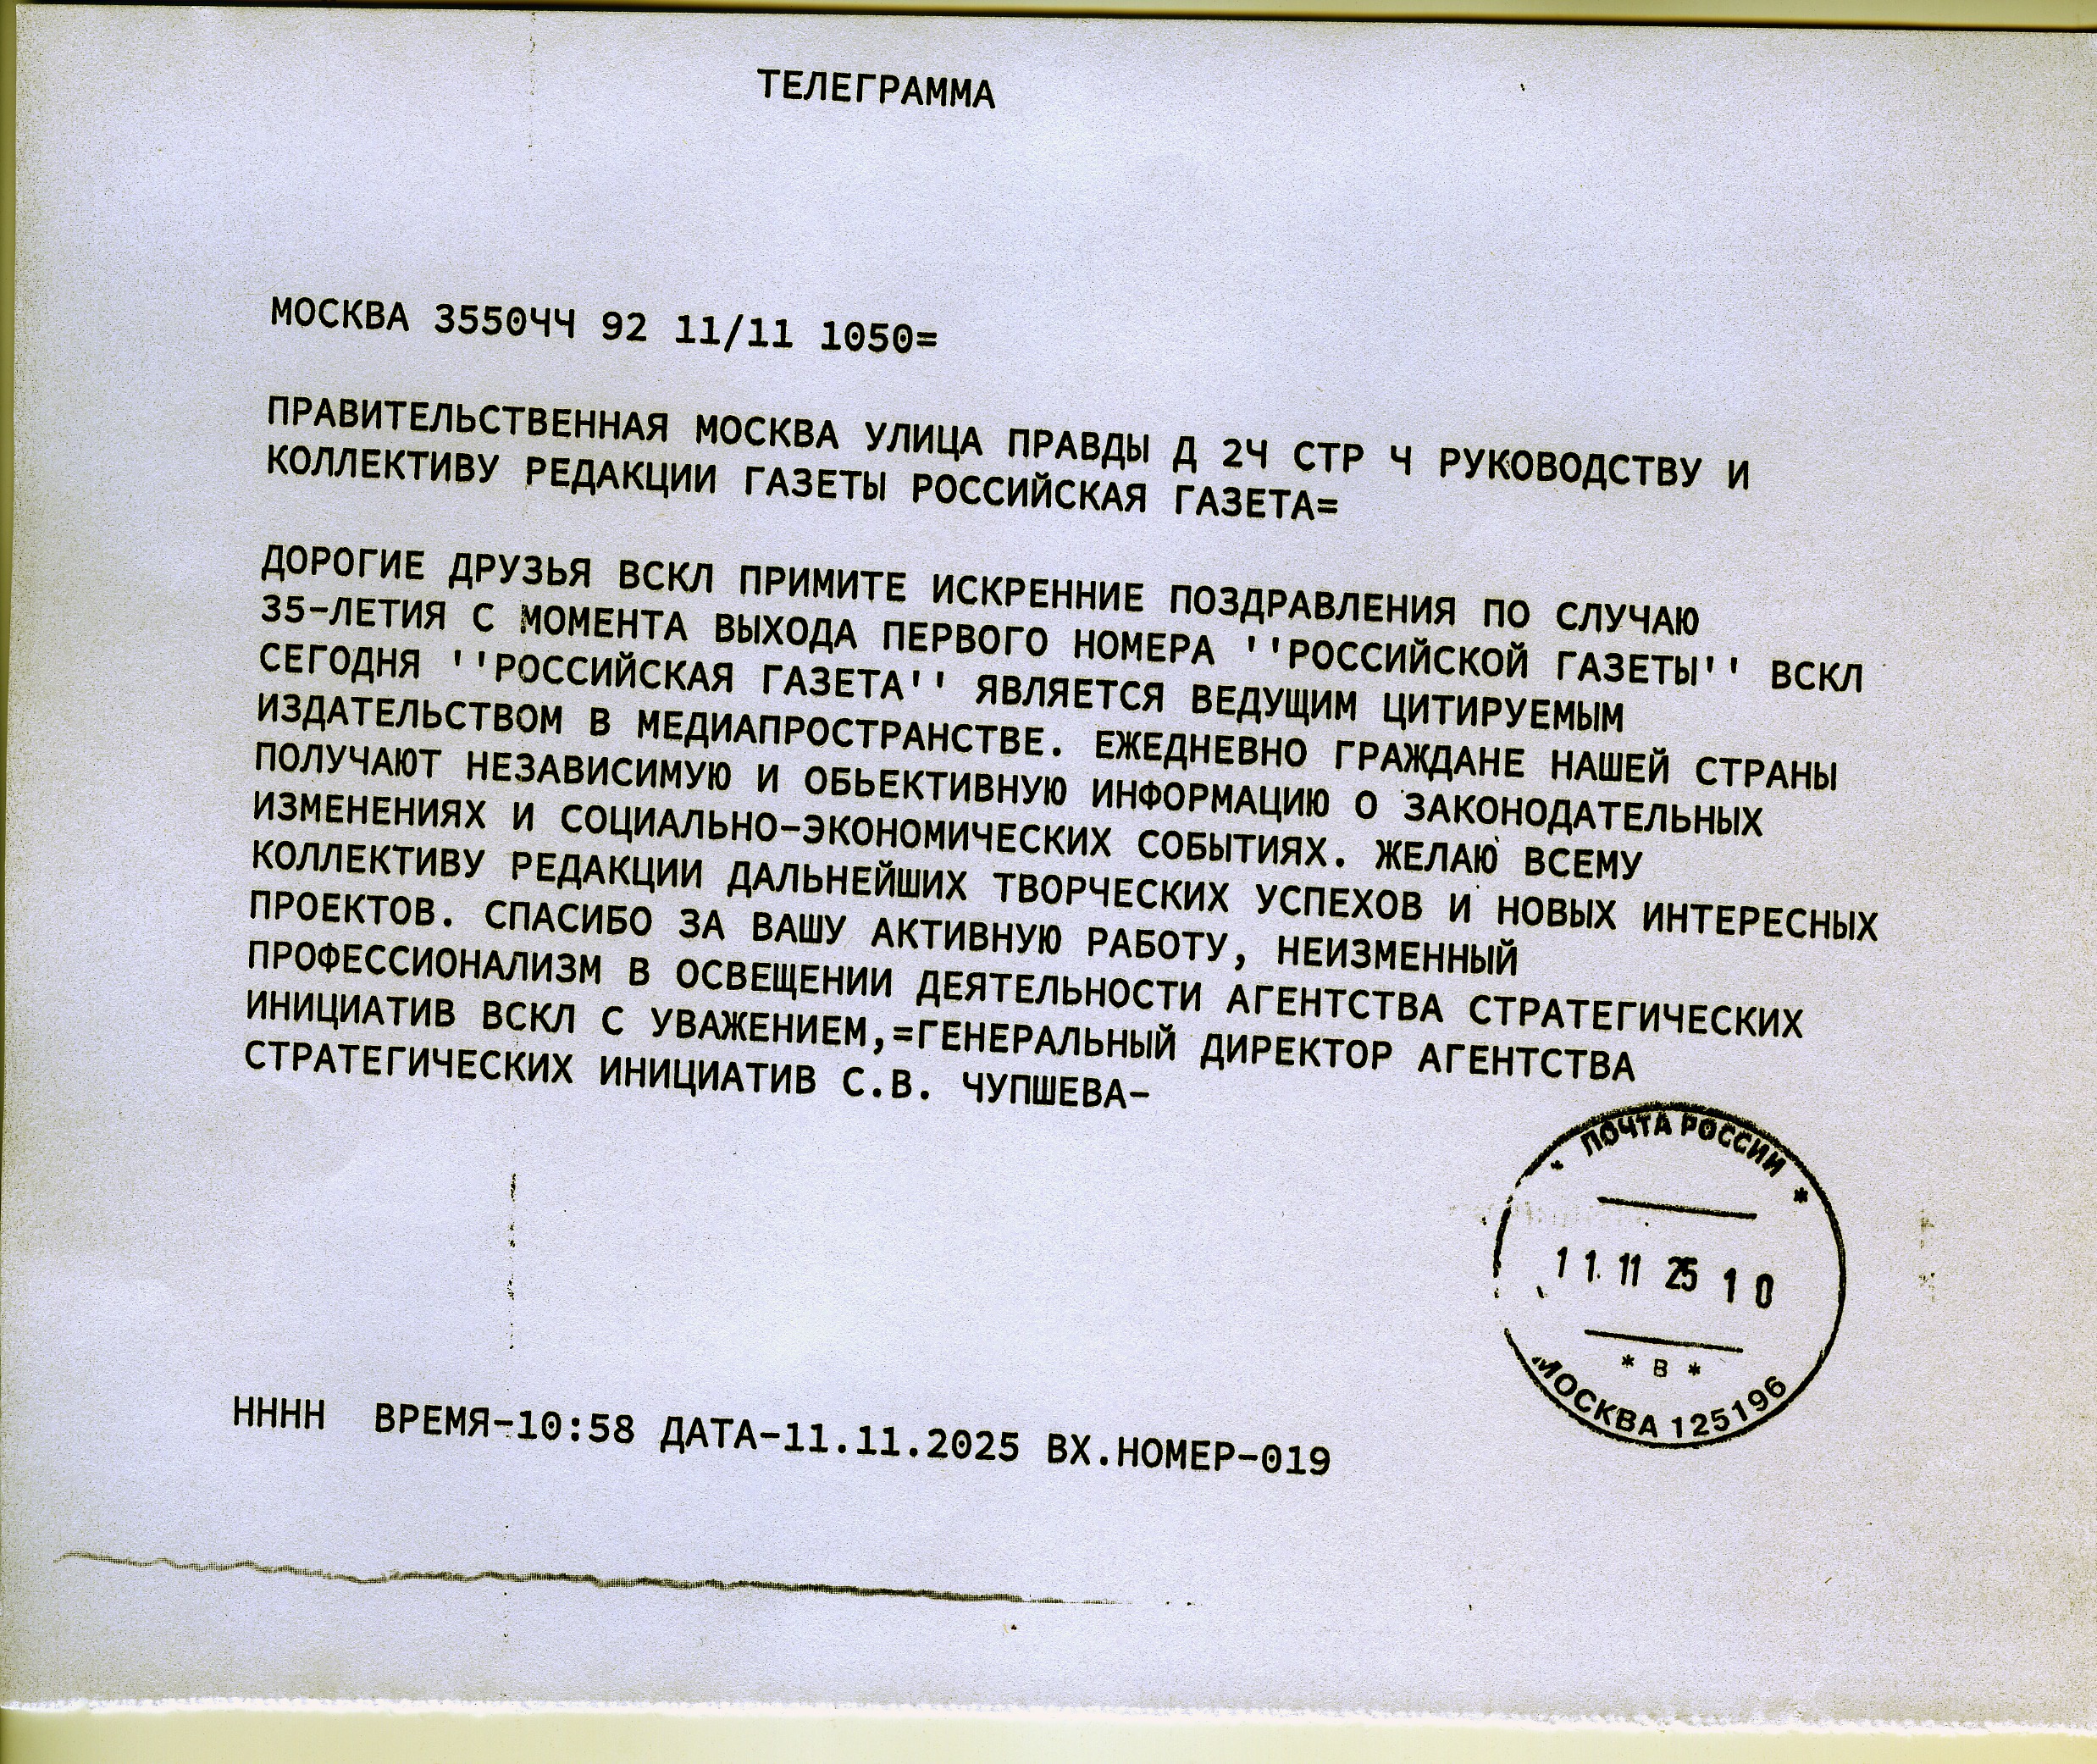 ТЕЛЕГРАММА
МОСКВА 3550ЧЧ 92 11/11 1050=
ПРАВИТЕЛЬСТВЕННАЯ МОСКВА УЛИЦА ПРАВДЫ Д 2Ч СТР Ч РУКОВОДСТВУ И
КОЛЛЕКТИВУ РЕДАКЦИИ ГАЗЕТЫ РОССИЙСКАЯ ГАЗЕТА=
ДОРОГИЕ ДРУЗЬЯ ВСКЛ ПРИМИТЕ ИСКРЕННИЕ ПОЗДРАВЛЕНИЯ ПО СЛУЧАЮ
35-ЛЕТИЯ С МОМЕНТА ВЫХОДА ПЕРВОГО НОМЕРА ''РОССИЙСКОЙ ГАЗЕТЫ'' ВСКЛ
СЕГОДНЯ ''РОССИЙСКАЯ ГАЗЕТА'' ЯВЛЯЕТСЯ ВЕДУЩИМ ЦИТИРУЕМЫМ
ИЗДАТЕЛЬСТВОМ В МЕДИАПРОСТРАНСТВЕ. ЕЖЕДНЕВНО ГРАЖДАНЕ НАШЕЙ СТРАНЫ
ПОЛУЧАЮТ НЕЗАВИСИМУЮ И ОБЬЕКТИВНУЮ ИНФОРМАЦИЮ О ЗАКОНОДАТЕЛЬНЫХ
ИЗМЕНЕНИЯХ И СОЦИАЛЬНО-ЭКОНОМИЧЕСКИХ СОБЫТИЯХ. ЖЕЛАЮ ВСЕМУ
КОЛЛЕКТИВУ РЕДАКЦИИ ДАЛЬНЕЙШИХ ТВОРЧЕСКИХ УСПЕХОВ И НОВЫХ ИНТЕРЕСНЫХ
ПРОЕКТОВ. СПАСИБО ЗА ВАШУ АКТИВНУЮ РАБОТУ, НЕИЗМЕННЫЙ
ПРОФЕССИОНАЛИЗМ В ОСВЕЩЕНИИ ДЕЯТЕЛЬНОСТИ АГЕНТСТВА СТРАТЕГИЧЕСКИХ
ИНИЦИАТИВ ВСКЛ С УВАЖЕНИЕМ,=ГЕНЕРАЛЬНЫЙ ДИРЕКТОР АГЕНТСТВА
СТРАТЕГИЧЕСКИХ ИНИЦИАТИВ С.В. ЧУПШЕВА-
* ПОЧТА РОССИИ *
11.11 25 10
* В *
МОСКВА 125196
НННН ВРЕМЯ-10:58 ДАТА-11.11.2025 ВХ.НОМЕР-019